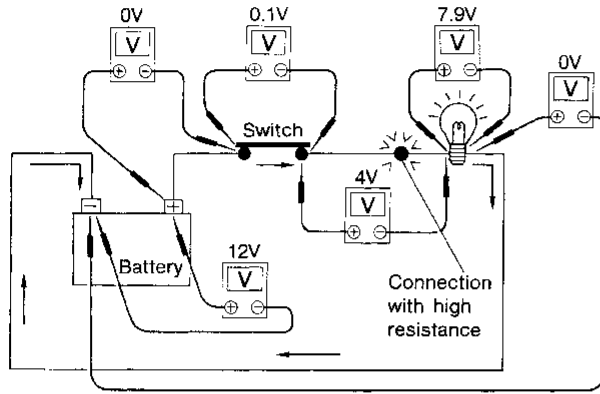 0V
0.1V
7.9V
0V
V
V
V
V
+ −
+ −
+ −
+ −
Switch
4V
V
+ −
− +
Battery
12V
V
+ −
Connection
with high
resistance